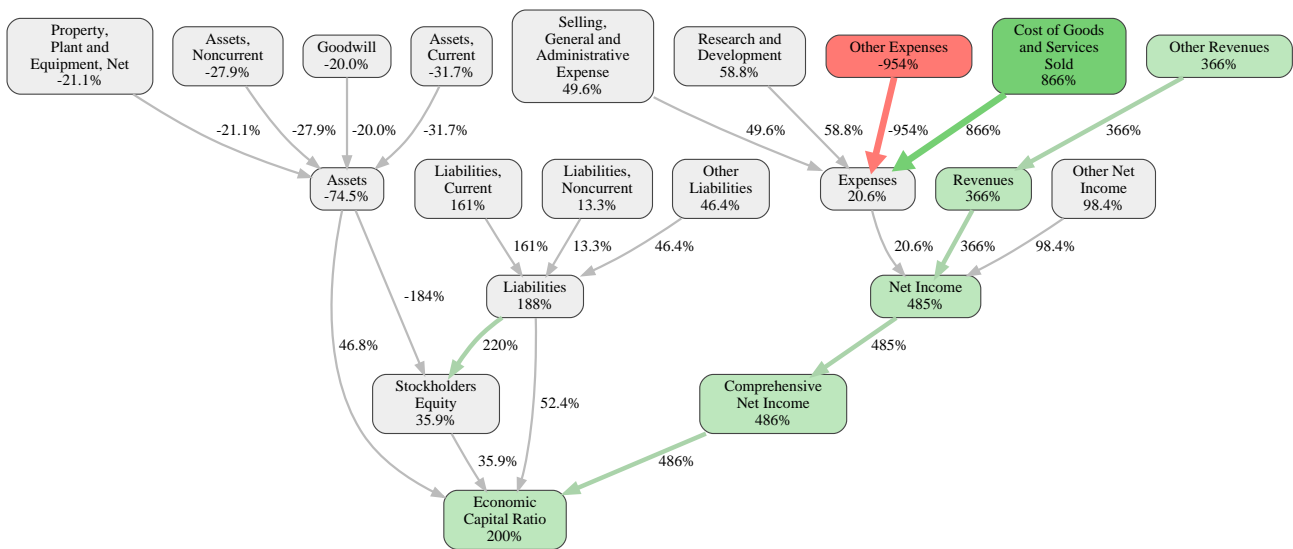 Property,
Plant and
Equipment, Net
-21.1%
Assets,
Noncurrent
-27.9%
Goodwill
-20.0%
Assets,
Current
-31.7%
Selling,
General and
Administrative
Expense
49.6%
Research and
Development
58.8%
Other Expenses
-954%
Cost of Goods
and Services
Sold
866%
Other Revenues
366%
-21.1%
-27.9%
-20.0%
-31.7%
49.6%
58.8%
-954%
866%
366%
Assets
-74.5%
Liabilities,
Current
161%
Liabilities,
Noncurrent
13.3%
Other
Liabilities
46.4%
Expenses
20.6%
Revenues
366%
Other Net
Income
98.4%
161%
13.3%
46.4%
20.6%
366%
98.4%
Liabilities
188%
Net Income
485%
-184%
46.8%
220%
485%
Stockholders
Equity
35.9%
52.4%
Comprehensive
Net Income
486%
35.9%
486%
Economic
Capital Ratio
200%